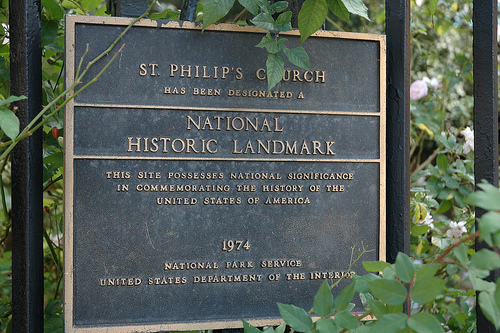 ST. PHILIP'S CHURCH
HAS BEEN DESIGNATED A
NATIONAL
HISTORIC LANDMARK
THIS SITE POSSESSES NATIONAL SIGNIFICANCE
IN COMMEMORATING THE HISTORY OF THE
UNITED STATES OF AMERICA
1974
NATIONAL PARK SERVICE
UNITED STATES DEPARTMENT OF THE INTERIOR